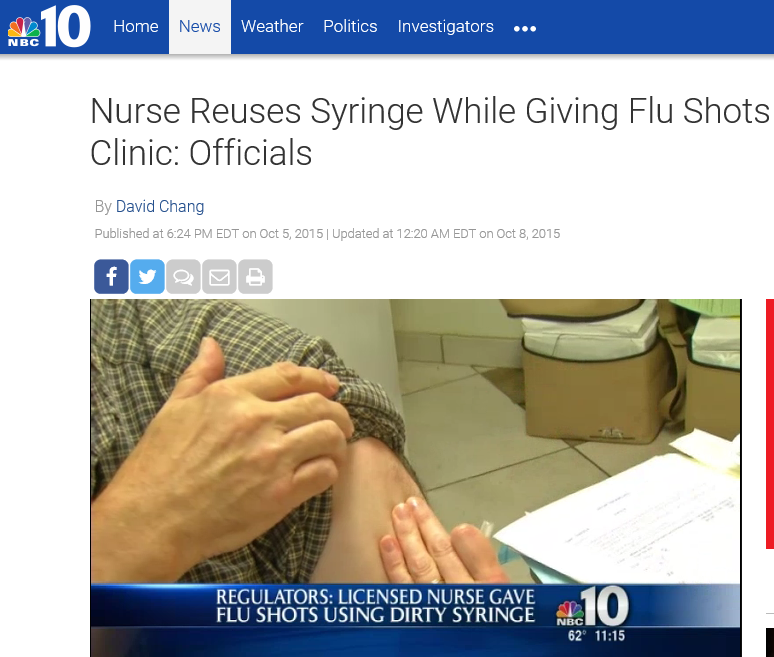 NBC 10
Home News Weather Politics Investigators
Nurse Reuses Syringe While Giving Flu Shots
Clinic: Officials
By David Chang
Published at 6:24 PM EDT on Oct 5, 2015 | Updated at 12:20 AM EDT on Oct 8, 2015
REGULATORS: LICENSED NURSE GAVE
FLU SHOTS USING DIRTY SYRINGE
NBC 10
62° 11:15